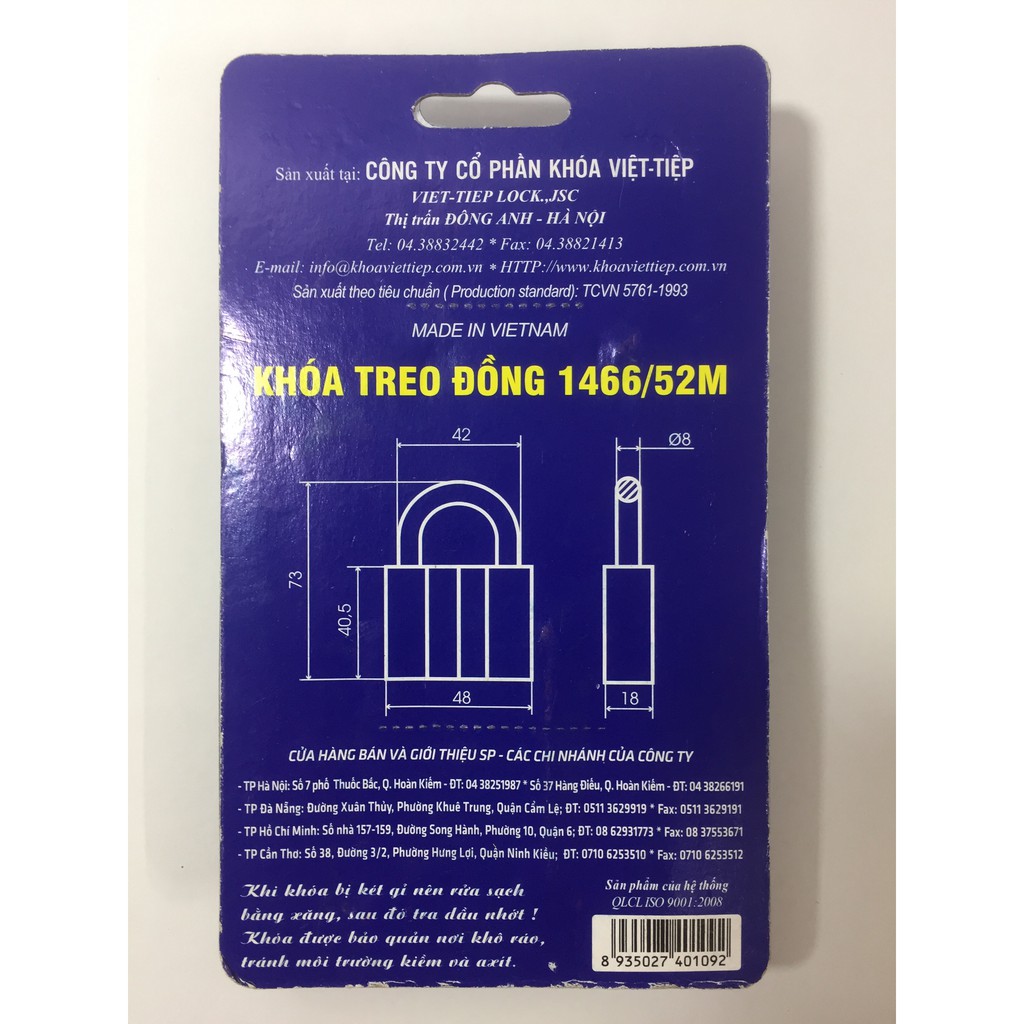 Sản xuất tại: CÔNG TY CỔ PHẦN KHÓA VIỆT-TIỆP
VIET-TIEP LOCK.,JSC
Thị trấn ĐÔNG ANH - HÀ NỘI
Tel: 04.38832442 * Fax: 04.38821413
E-mail: info@khoaviettiep.com.vn * HTTP://www.khoaviettiep.com.vn
Sản xuất theo tiêu chuẩn ( Production standard): TCVN 5761-1993
MADE IN VIETNAM
KHÓA TREO ĐỒNG 1466/52M
42
Ø8
73
40,5
48
18
CỬA HÀNG BÁN VÀ GIỚI THIỆU SP - CÁC CHI NHÁNH CỦA CÔNG TY
- TP Hà Nội: Số 7 phố Thuốc Bắc, Q. Hoàn Kiếm - ĐT: 04 38251987 * Số 37 Hàng Điếu, Q. Hoàn Kiếm - ĐT: 04 38266191
- TP Đà Nẵng: Đường Xuân Thủy, Phường Khuê Trung, Quận Cẩm Lệ; ĐT: 0511 3629919 * Fax: 0511 3629191
- TP Hồ Chí Minh: Số nhà 157-159, Đường Song Hành, Phường 10, Quận 6; ĐT: 08 62931773 * Fax: 08 37553671
- TP Cần Thơ: Số 38, Đường 3/2, Phường Hưng Lợi, Quận Ninh Kiều; ĐT: 0710 6253510 * Fax: 0710 6253512
Khi khóa bị két gỉ nên rửa sạch
bằng xăng, sau đó tra dầu nhớt !
Khóa được bảo quản nơi khô ráo,
tránh môi trường kiềm và axít.
Sản phẩm của hệ thống
QLCL ISO 9001:2008
8 935027 401092